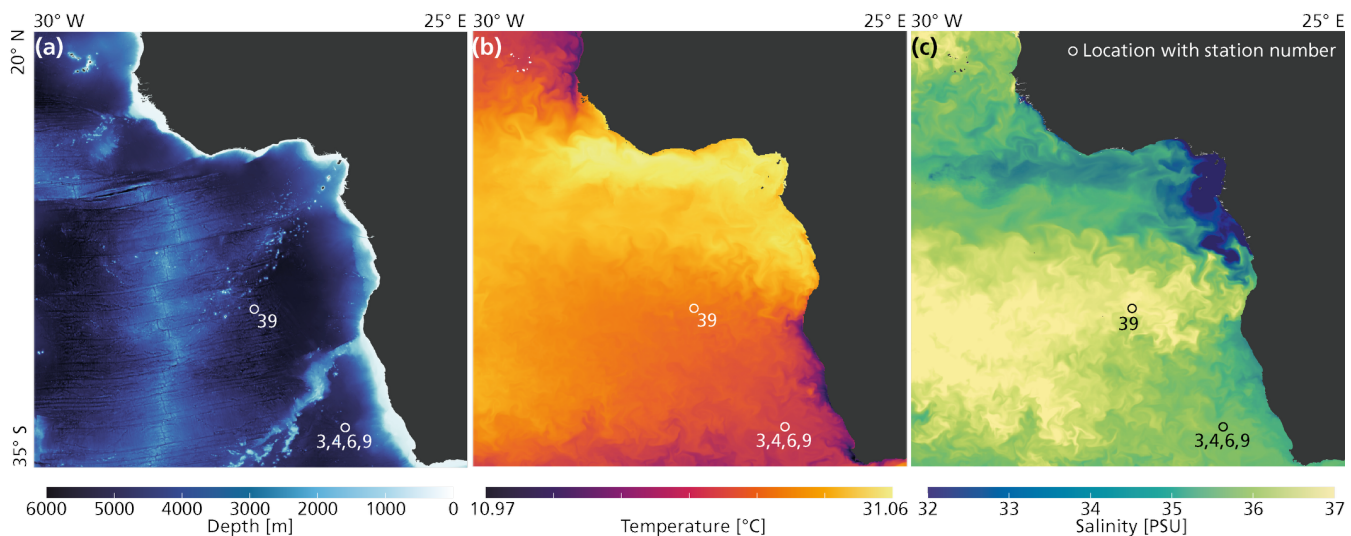 30° W 25° E 30° W 25° E
20° N
(a) (b) (c)
Location with station number
39 39 39
35° S
3,4,6,9 3,4,6,9 3,4,6,9
6000 5000 4000 3000 2000 1000 0
Depth [m]
10.97 31.06
Temperature [°C]
32 33 34 35 36 37
Salinity [PSU]